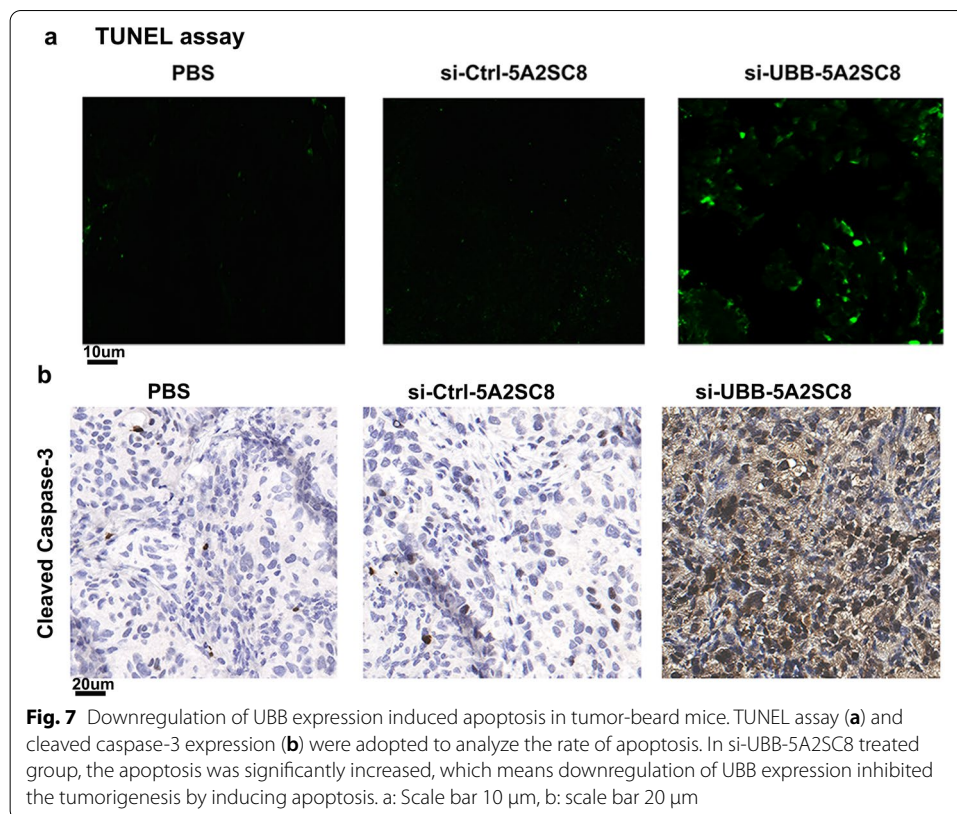 a TUNEL assay
PBS si-Ctrl-5A2SC8 si-UBB-5A2SC8
10um
b
PBS si-Ctrl-5A2SC8 si-UBB-5A2SC8
Cleaved Caspase-3
20um
Fig. 7 Downregulation of UBB expression induced apoptosis in tumor-beard mice. TUNEL assay (a) and
cleaved caspase-3 expression (b) were adopted to analyze the rate of apoptosis. In si-UBB-5A2SC8 treated
group, the apoptosis was significantly increased, which means downregulation of UBB expression inhibited
the tumorigenesis by inducing apoptosis. a: Scale bar 10 μm, b: scale bar 20 μm